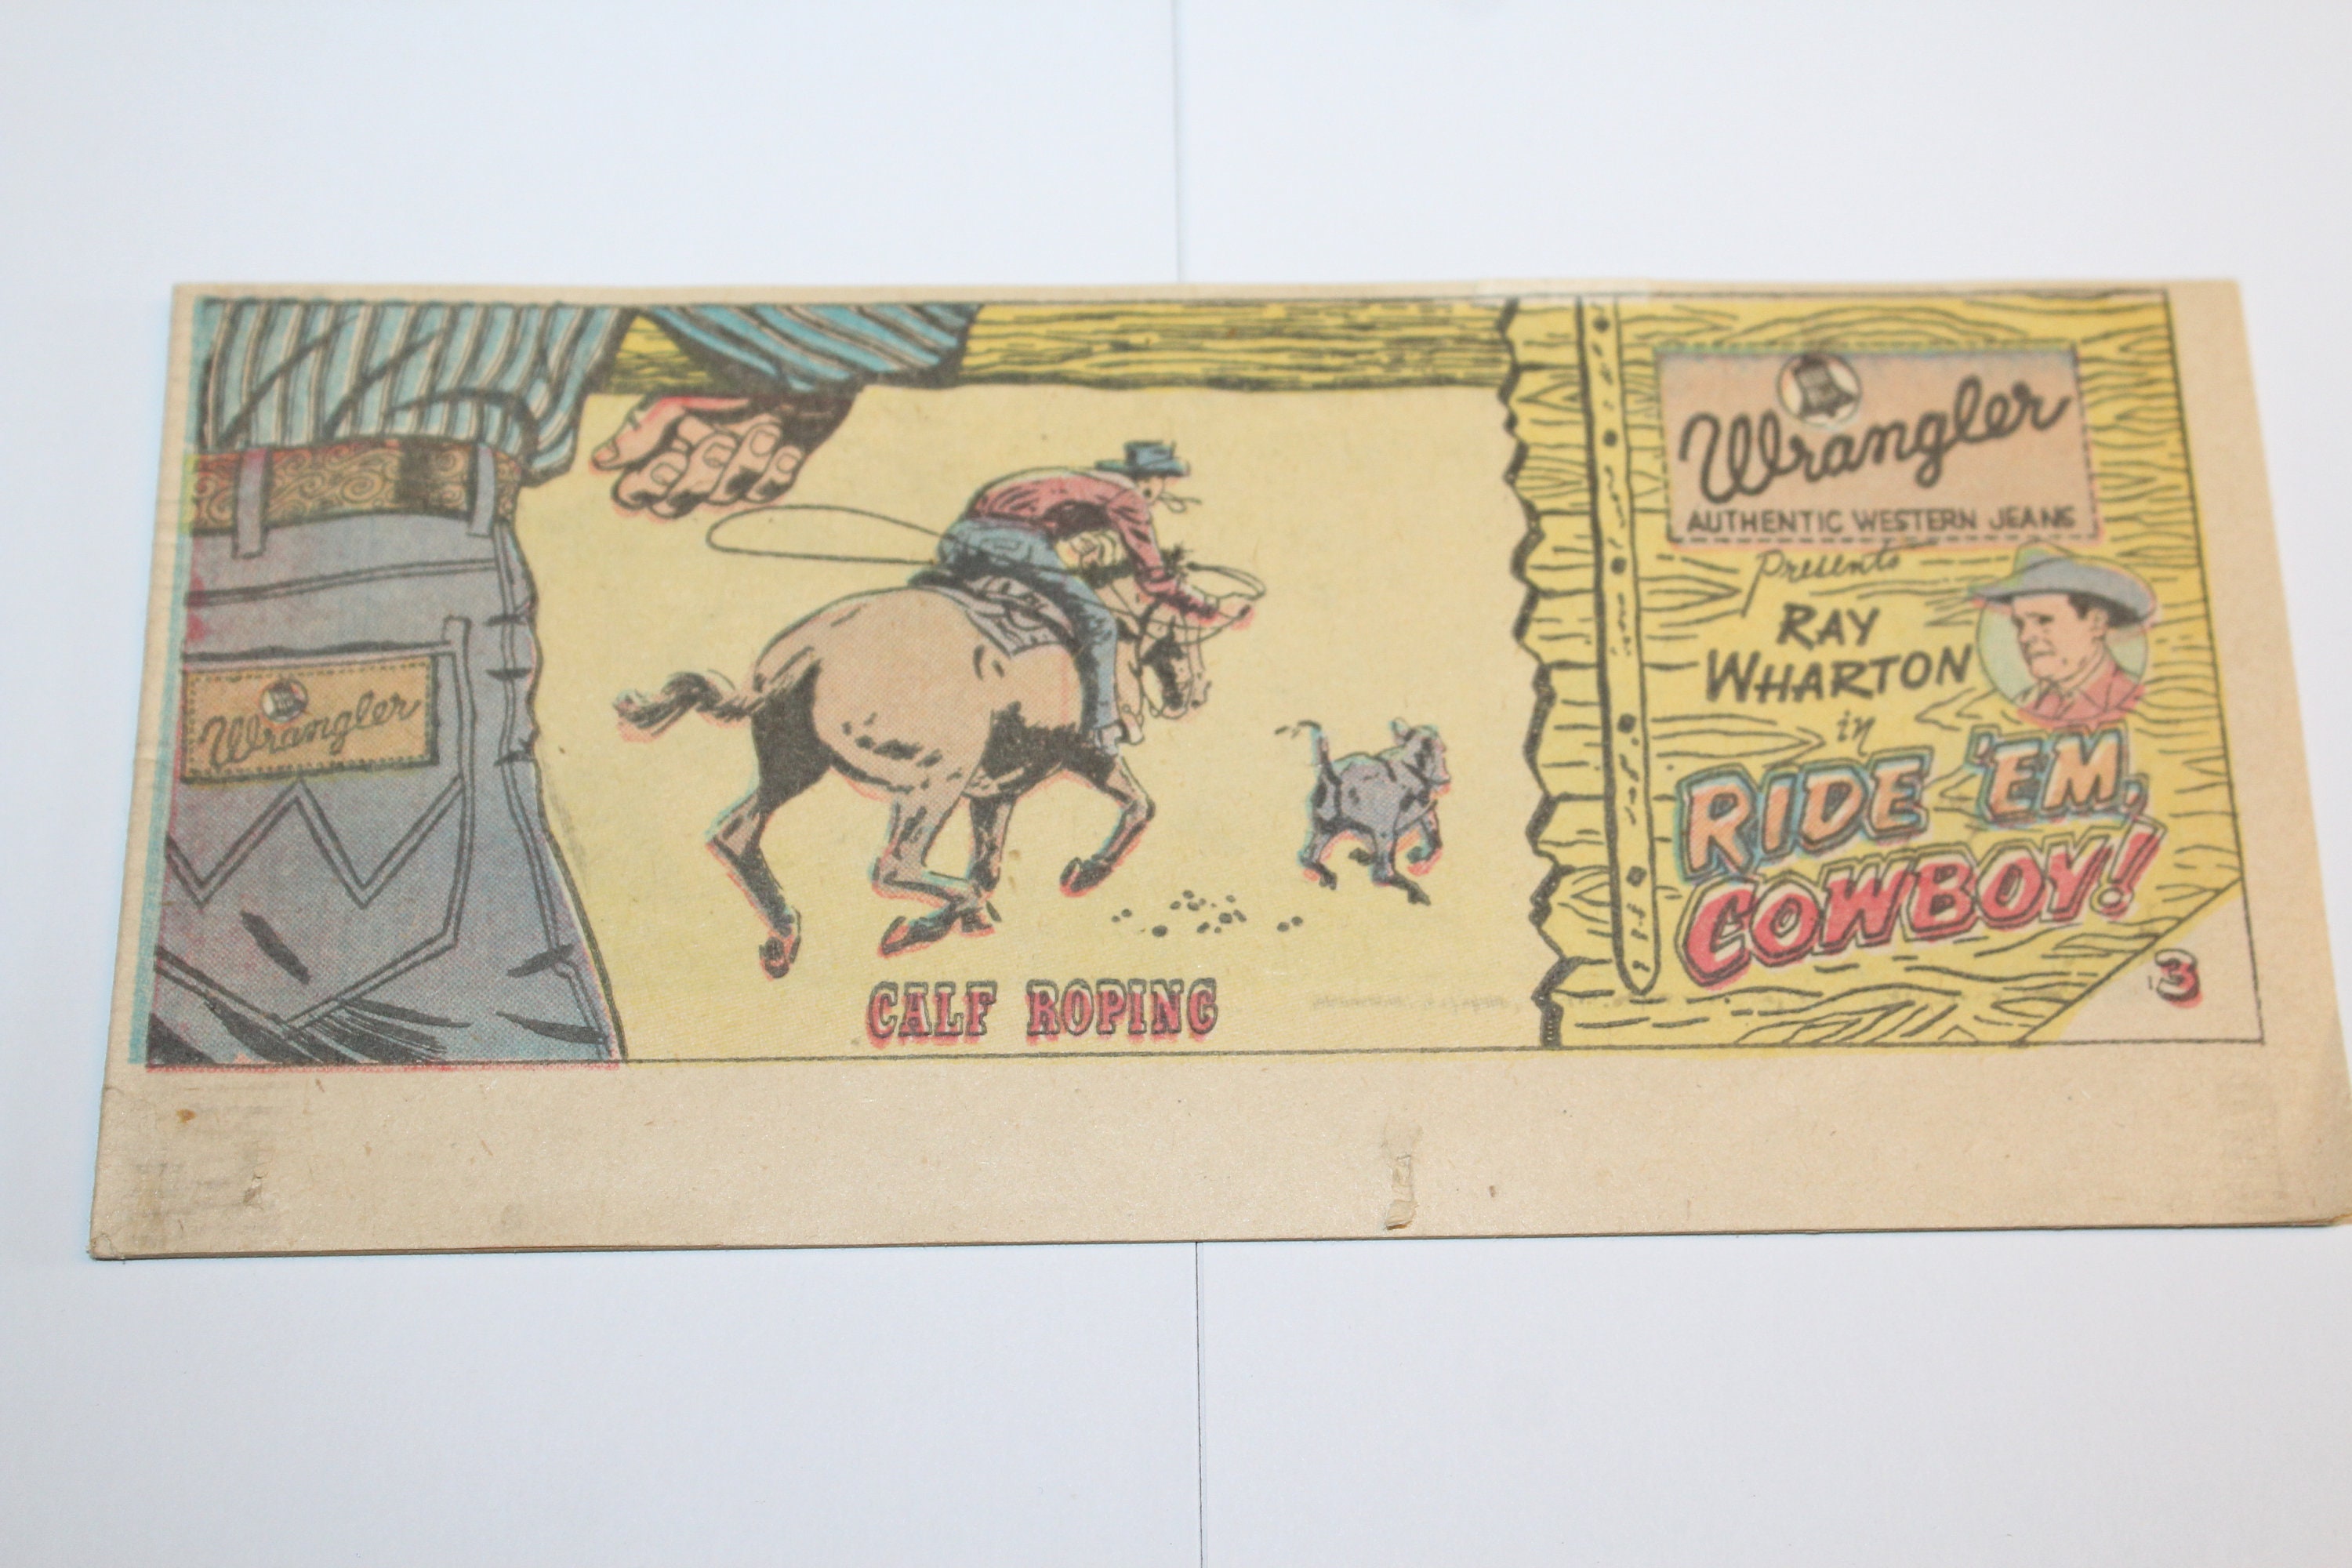 Wrangler
CALF ROPING
Wrangler
AUTHENTIC WESTERN JEANS
Presents
RAY
WHARTON
in
RIDE 'EM,
COWBOY!
3